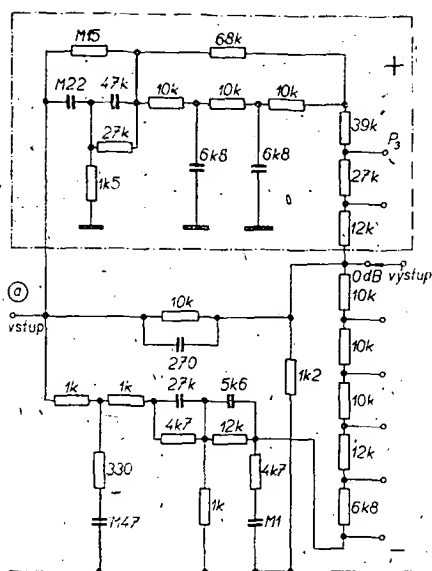 M15
68k
+
M22
47k
10k
10k
10k
27k
1k5
6k8
6k8
39k
P3
27k
12k
a
vstup
0dB
výstup
10k
270
1k2
10k
10k
10k
12k
6k8
1k
1k
27k
5k6
4k7
12k
330
M47
1k
4k7
M1
−